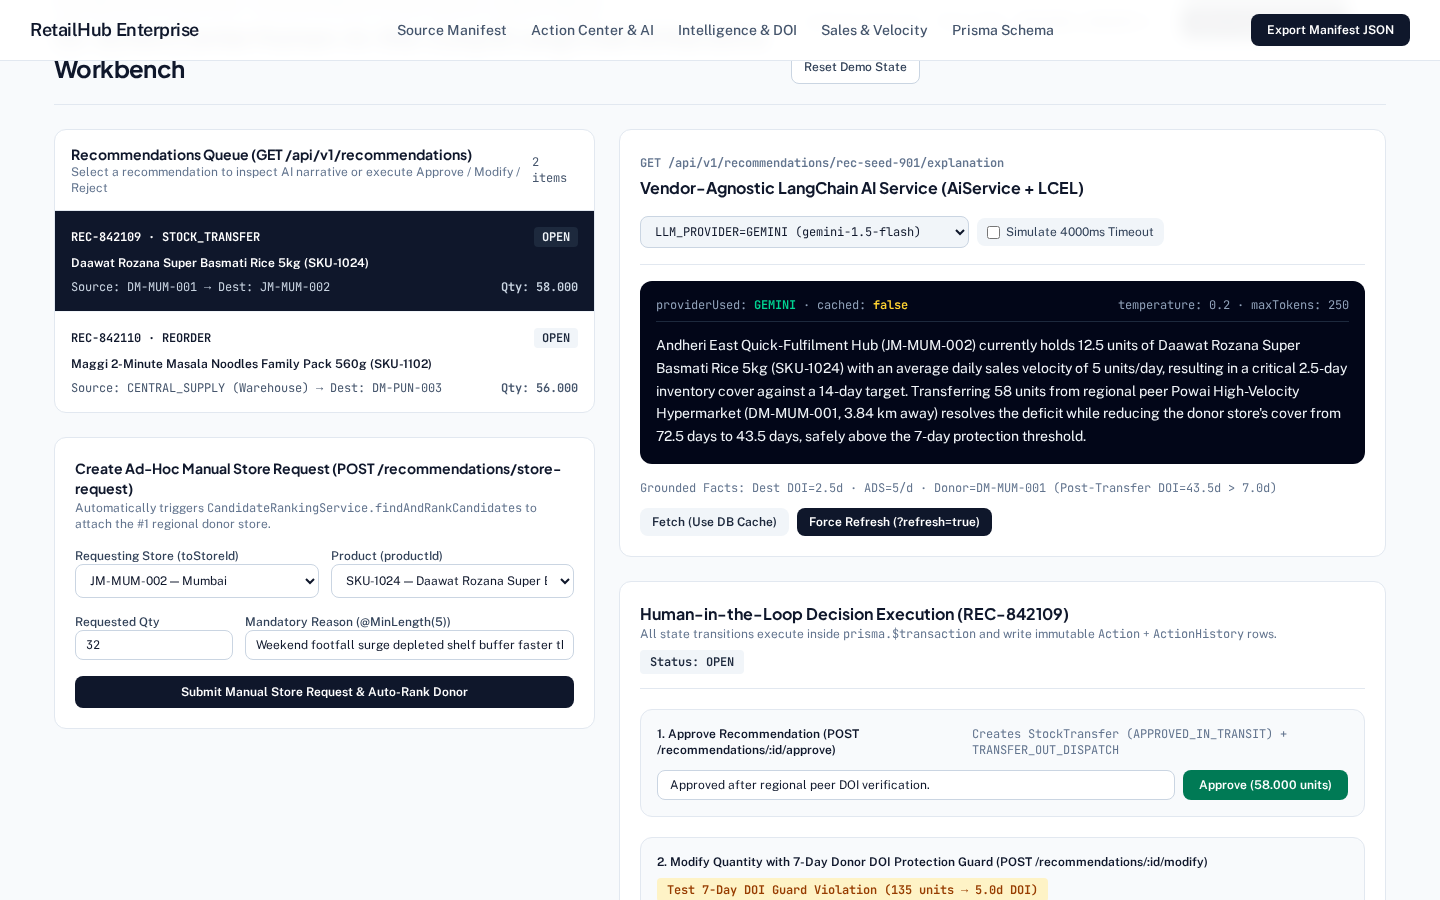 RetailHub Enterprise
Source Manifest
Action Center & AI
Intelligence & DOI
Sales & Velocity
Prisma Schema
Export Manifest JSON
Workbench
Reset Demo State
Recommendations Queue (GET /api/v1/recommendations)
Select a recommendation to inspect AI narrative or execute Approve / Modify /
Reject
2
items
REC-842109 · STOCK_TRANSFER
OPEN
Daawat Rozana Super Basmati Rice 5kg (SKU-1024)
Source: DM-MUM-001 → Dest: JM-MUM-002
Qty: 58.000
REC-842110 · REORDER
OPEN
Maggi 2-Minute Masala Noodles Family Pack 560g (SKU-1102)
Source: CENTRAL_SUPPLY (Warehouse) → Dest: DM-PUN-003
Qty: 56.000
Create Ad-Hoc Manual Store Request (POST /recommendations/store-
request)
Automatically triggers CandidateRankingService.findAndRankCandidates to
attach the #1 regional donor store.
Requesting Store (toStoreId)
Product (productId)
JM-MUM-002 — Mumbai
SKU-1024 — Daawat Rozana Super
Requested Qty
Mandatory Reason (@MinLength(5))
32
Weekend footfall surge depleted shelf buffer faster
Submit Manual Store Request & Auto-Rank Donor
GET /api/v1/recommendations/rec-seed-901/explanation
Vendor-Agnostic LangChain AI Service (AiService + LCEL)
LLM_PROVIDER=GEMINI (gemini-1.5-flash)
Simulate 4000ms Timeout
providerUsed: GEMINI · cached: false
temperature: 0.2 · maxTokens: 250
Andheri East Quick-Fulfilment Hub (JM-MUM-002) currently holds 12.5 units of Daawat Rozana Super
Basmati Rice 5kg (SKU-1024) with an average daily sales velocity of 5 units/day, resulting in a critical 2.5-day
inventory cover against a 14-day target. Transferring 58 units from regional peer Powai High-Velocity
Hypermarket (DM-MUM-001, 3.84 km away) resolves the deficit while reducing the donor store's cover from
72.5 days to 43.5 days, safely above the 7-day protection threshold.
Grounded Facts: Dest DOI=2.5d · ADS=5/d · Donor=DM-MUM-001 (Post-Transfer DOI=43.5d > 7.0d)
Fetch (Use DB Cache)
Force Refresh (?refresh=true)
Human-in-the-Loop Decision Execution (REC-842109)
All state transitions execute inside prisma.$transaction and write immutable Action + ActionHistory rows.
Status: OPEN
1. Approve Recommendation (POST
/recommendations/:id/approve)
Creates StockTransfer (APPROVED_IN_TRANSIT) +
TRANSFER_OUT_DISPATCH
Approved after regional peer DOI verification.
Approve (58.000 units)
2. Modify Quantity with 7-Day Donor DOI Protection Guard (POST /recommendations/:id/modify)
Test 7-Day DOI Guard Violation (135 units → 5.0d DOI)